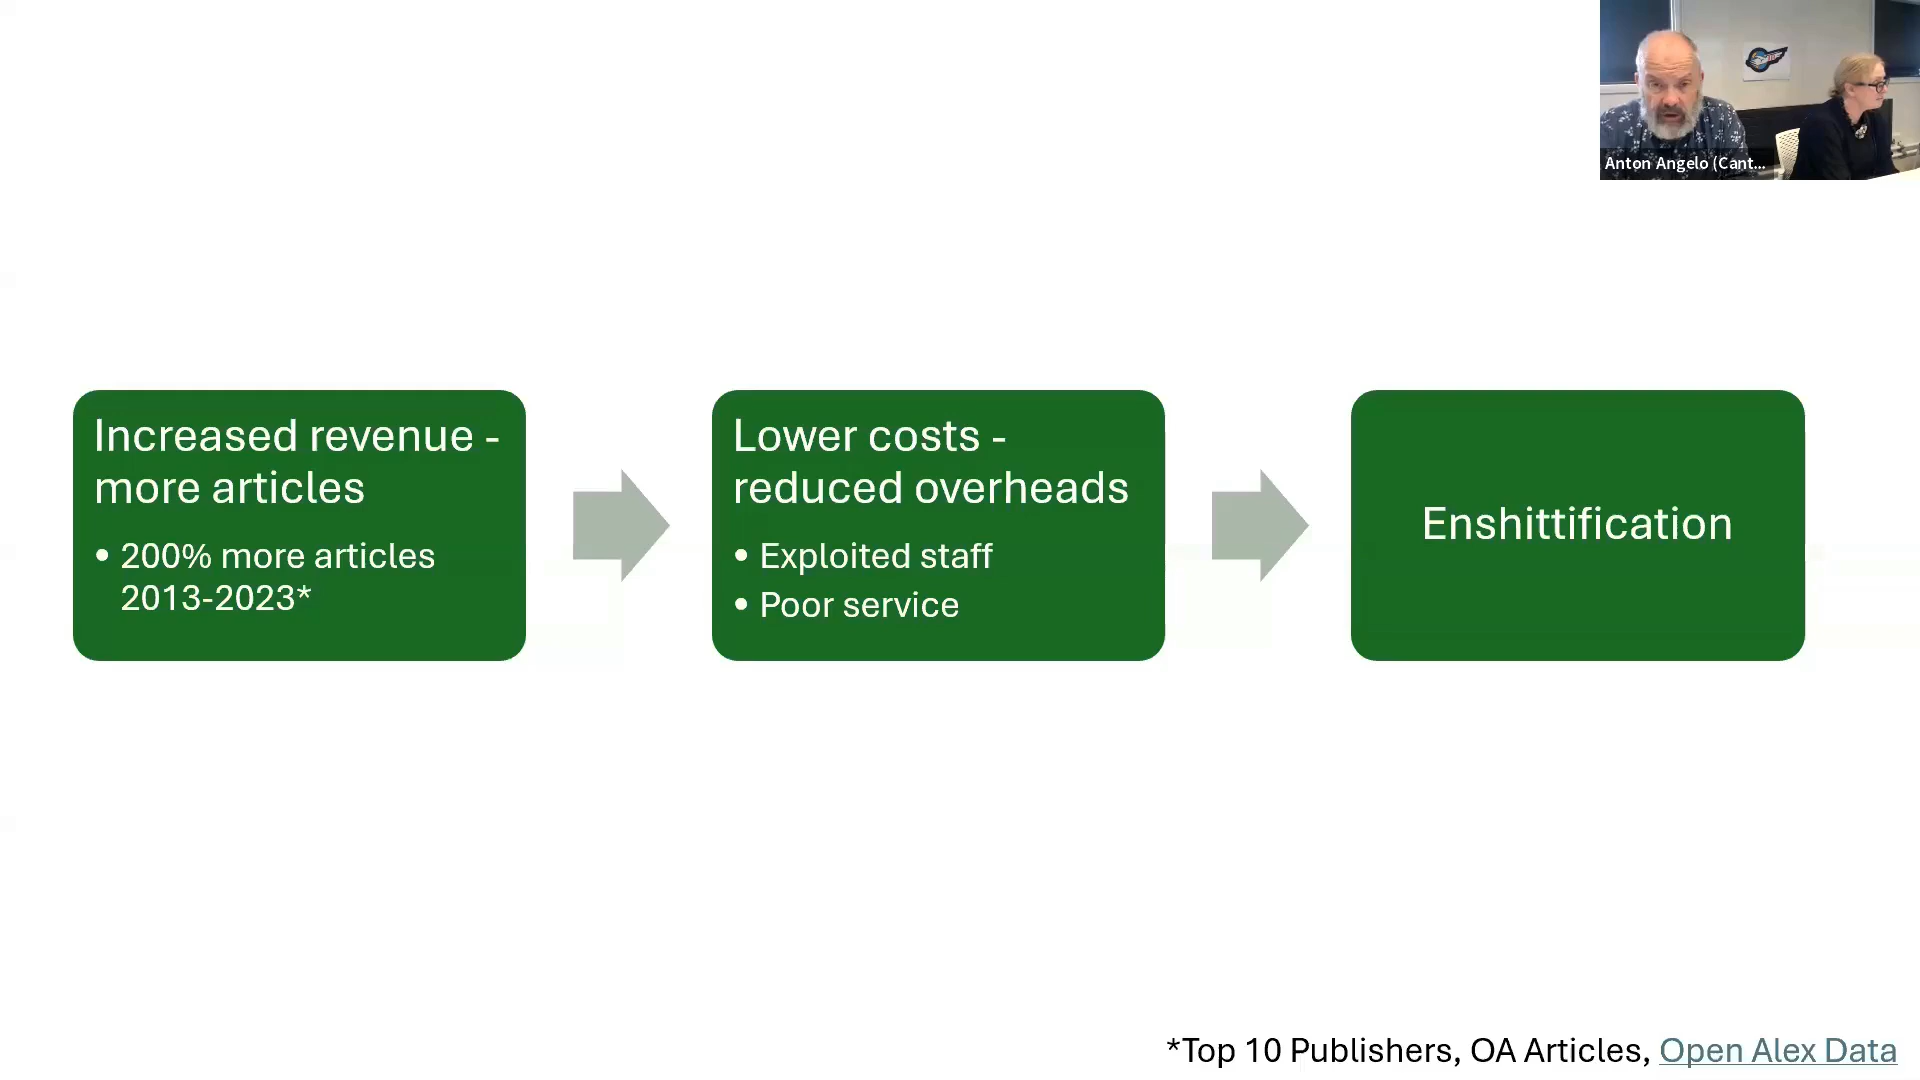 Anton Angelo (Cant...
Increased revenue -
more articles
• 200% more articles
2013-2023*
Lower costs -
reduced overheads
• Exploited staff
• Poor service
Enshittification
*Top 10 Publishers, OA Articles, Open Alex Data